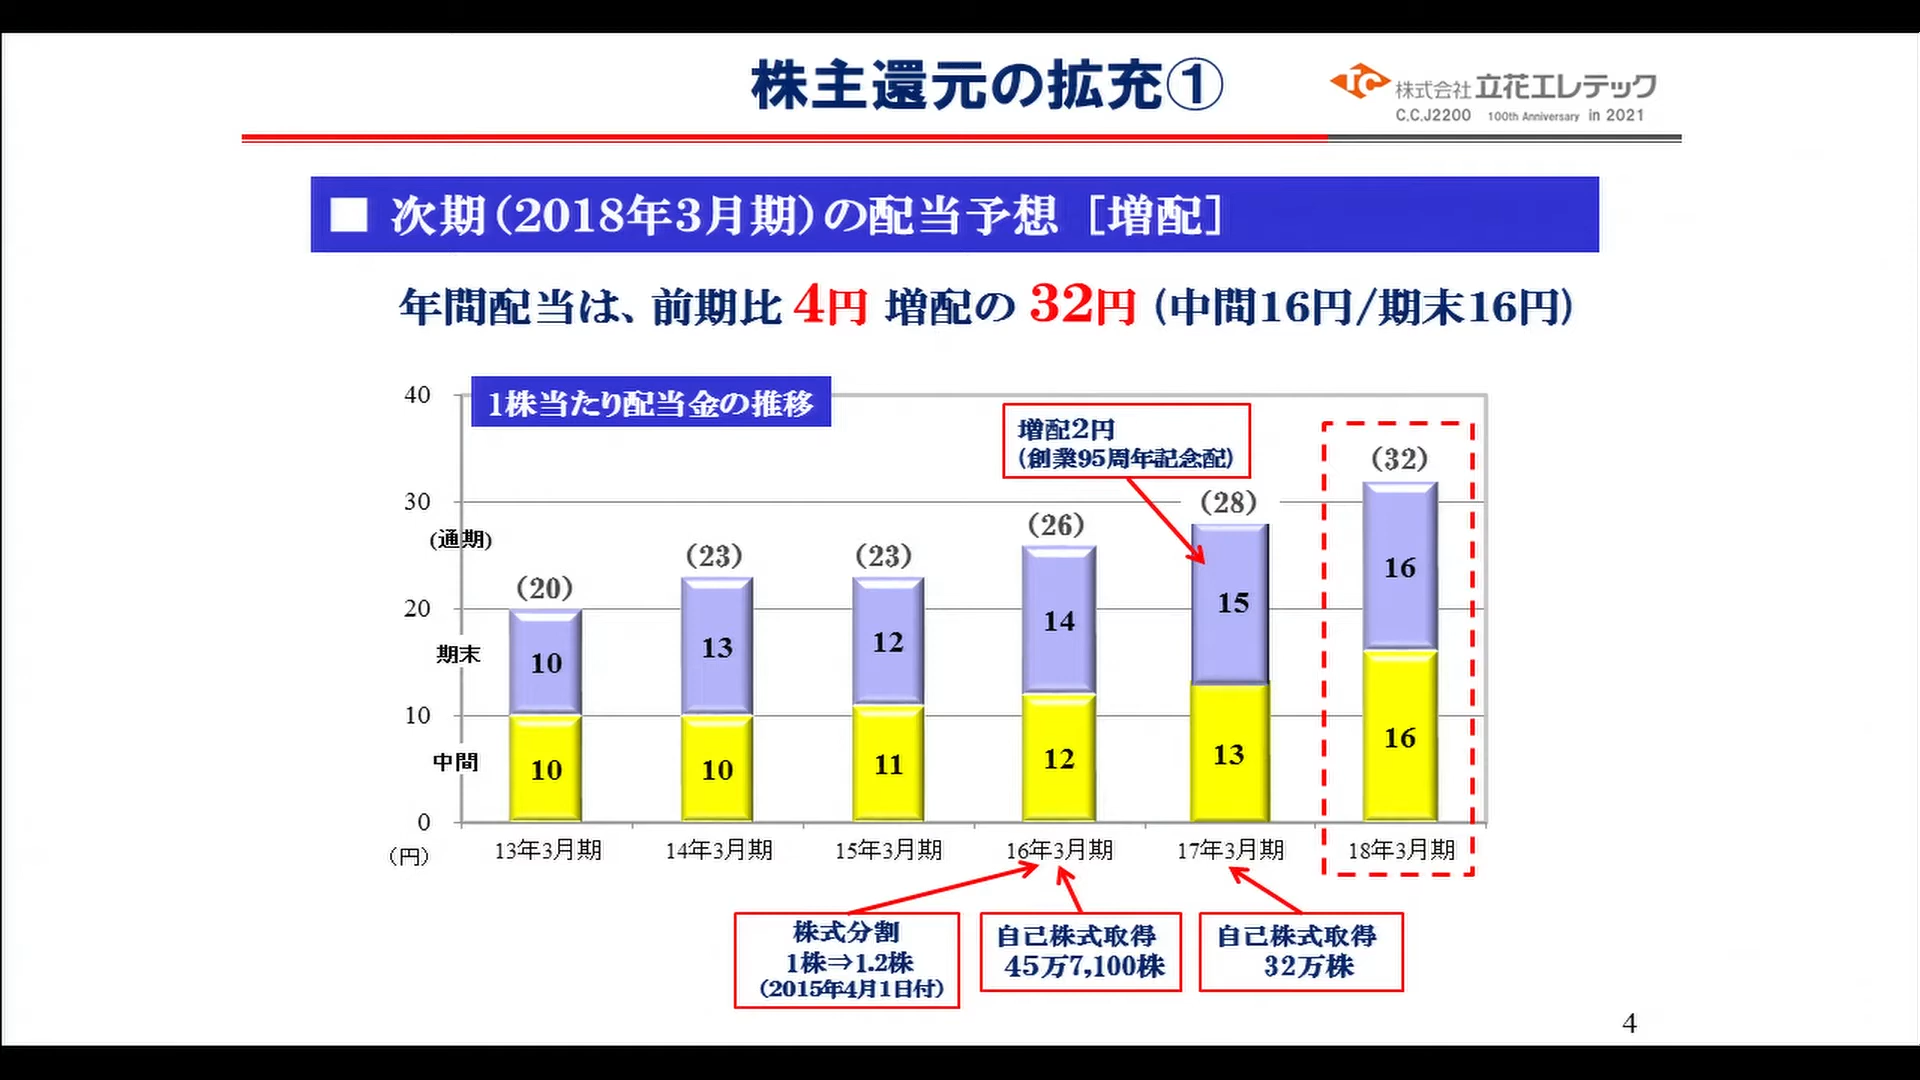 株主還元の拡充①
TC 株式会社 立花エレテック
C.C.J2200 100th Anniversary in 2021
■ 次期（2018年3月期）の配当予想［増配］
年間配当は、前期比 4円 増配の 32円 (中間16円/期末16円)
1株当たり配当金の推移
増配2円
(創業95周年記念配)
40
30
20
10
0
(円)
(通期)
期末
中間
(20)
(23)
(23)
(26)
(28)
(32)
10
13
12
14
15
16
10
10
11
12
13
16
13年3月期
14年3月期
15年3月期
16年3月期
17年3月期
18年3月期
株式分割
1株⇒1.2株
(2015年4月1日付)
自己株式取得
45万7,100株
自己株式取得
32万株
4